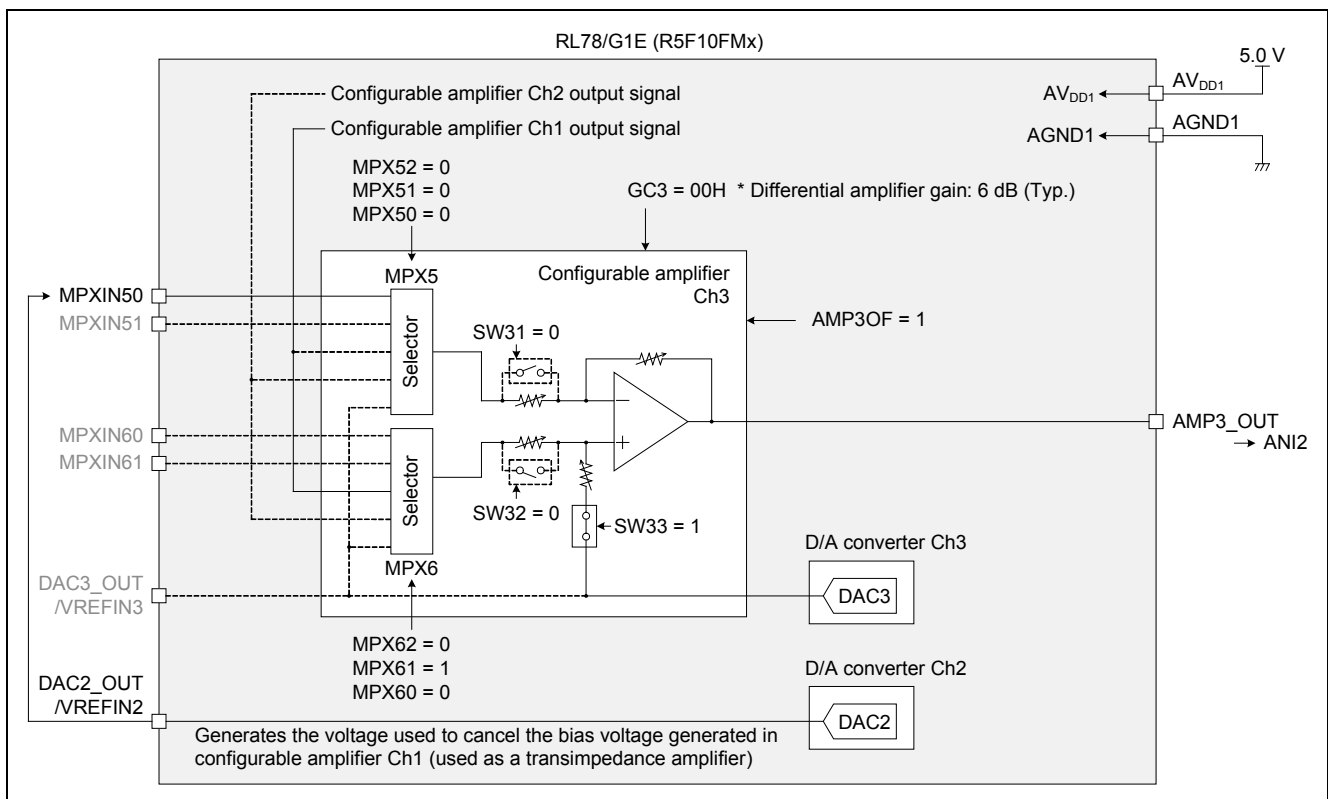 RL78/G1E (R5F10FMx)
5.0 V
Configurable amplifier Ch2 output signal
AVDD1
AVDD1
Configurable amplifier Ch1 output signal
AGND1
AGND1
MPX52 = 0
MPX51 = 0
MPX50 = 0
GC3 = 00H * Differential amplifier gain: 6 dB (Typ.)
MPX5
Configurable amplifier
Ch3
MPXIN50
MPXIN51
AMP3OF = 1
SW31 = 0
Selector
−
+
AMP3_OUT
ANI2
MPXIN60
MPXIN61
Selector
SW32 = 0
SW33 = 1
MPX6
D/A converter Ch3
DAC3
DAC3_OUT
/VREFIN3
MPX62 = 0
MPX61 = 1
MPX60 = 0
D/A converter Ch2
DAC2
DAC2_OUT
/VREFIN2
Generates the voltage used to cancel the bias voltage generated in
configurable amplifier Ch1 (used as a transimpedance amplifier)